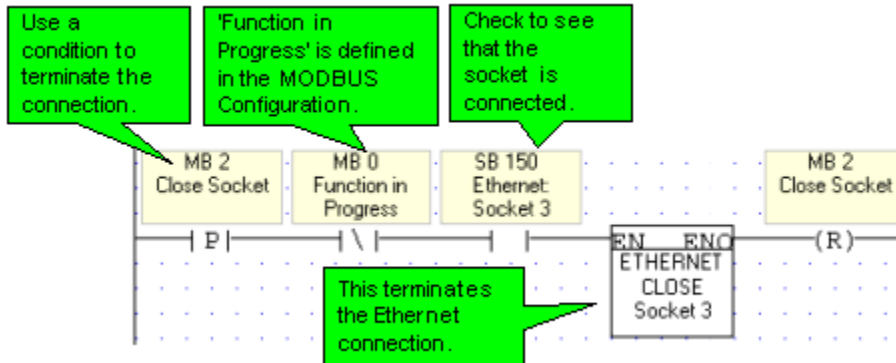 Use a
condition to
terminate the
connection.
'Function in
Progress' is defined
in the MODBUS
Configuration.
Check to see
that the
socket is
connected.
MB 2
Close Socket
MB 0
Function in
Progress
SB 150
Ethernet:
Socket 3
MB 2
Close Socket
P
\
EN ENO
ETHERNET
CLOSE
Socket 3
(R)
This terminates
the Ethernet
connection.